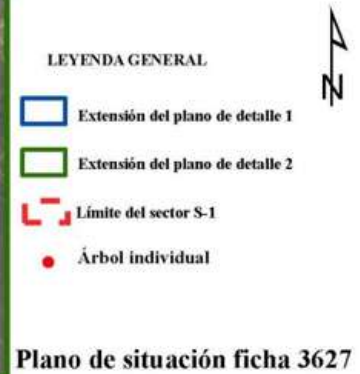 N
LEYENDA GENERAL
Extensión del plano de detalle 1
Extensión del plano de detalle 2
Límite del sector S-1
Árbol individual
Plano de situación ficha 3627